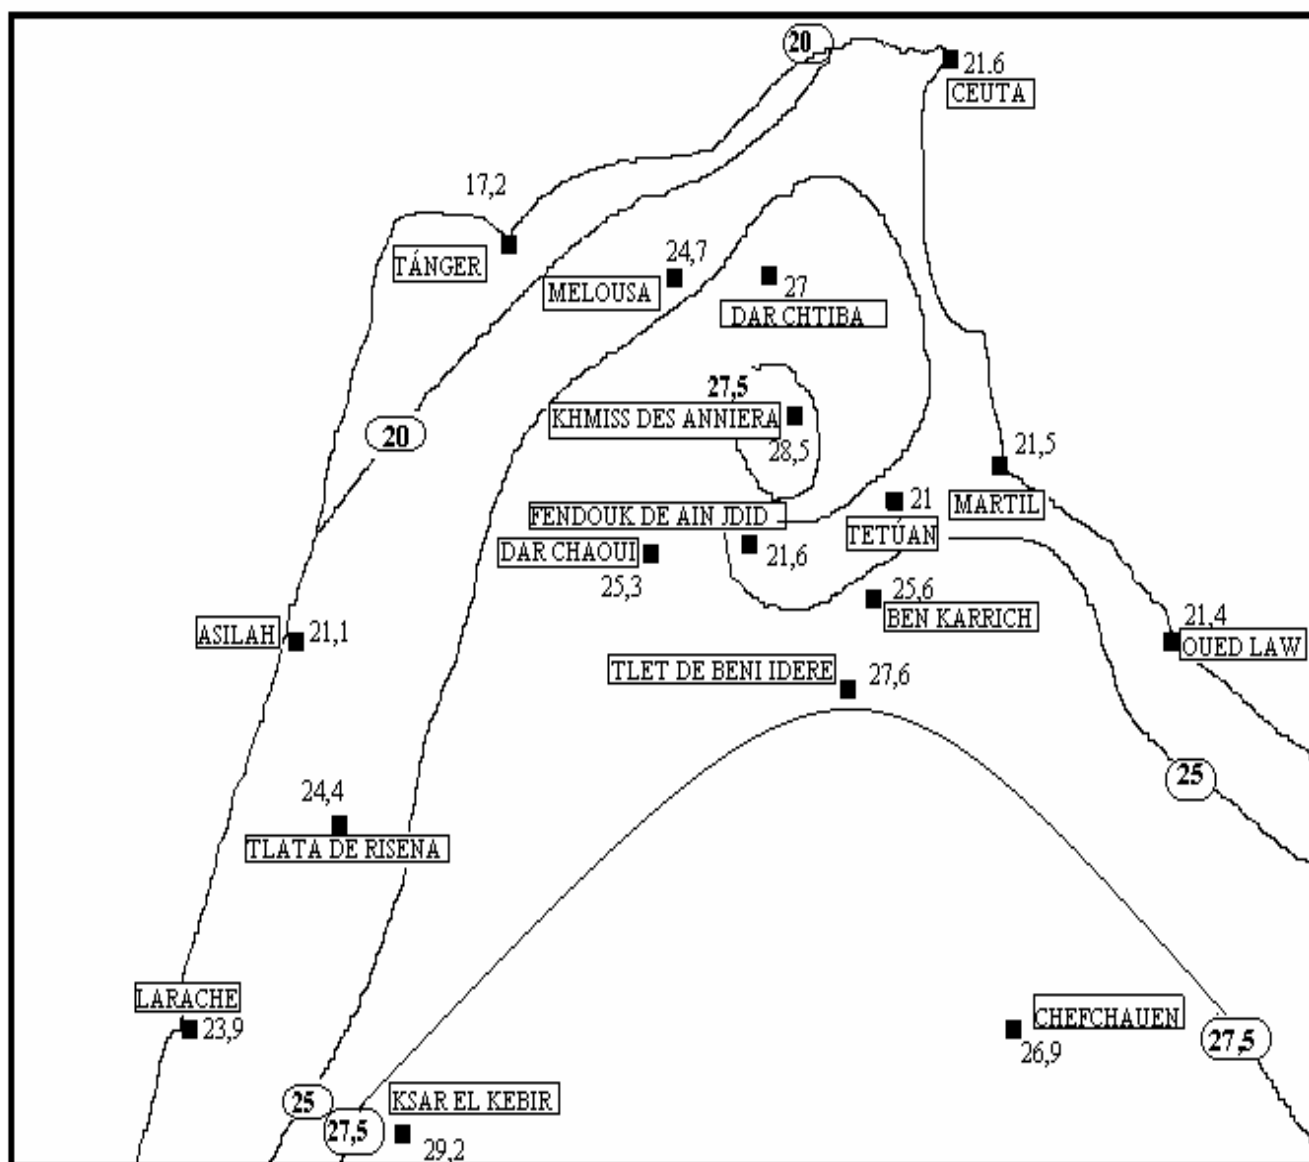 20
21.6
CEUTA
17,2
TÁNGER
24,7
MELOUSA
27
DAR CHTIBA
27,5
KHMISS DES ANNIERA
28,5
20
21,5
MARTIL
21
TETÚAN
FENDOUK DE AIN JDID
21,6
DAR CHAOUI
25,3
25,6
BEN KARRICH
21,4
OUED LAW
ASILAH
21,1
TLET DE BENI IDERE
27,6
25
24,4
TLATA DE RISENA
LARACHE
23,9
CHEFCHAUEN
26,9
27,5
25
27,5
KSAR EL KEBIR
29,2